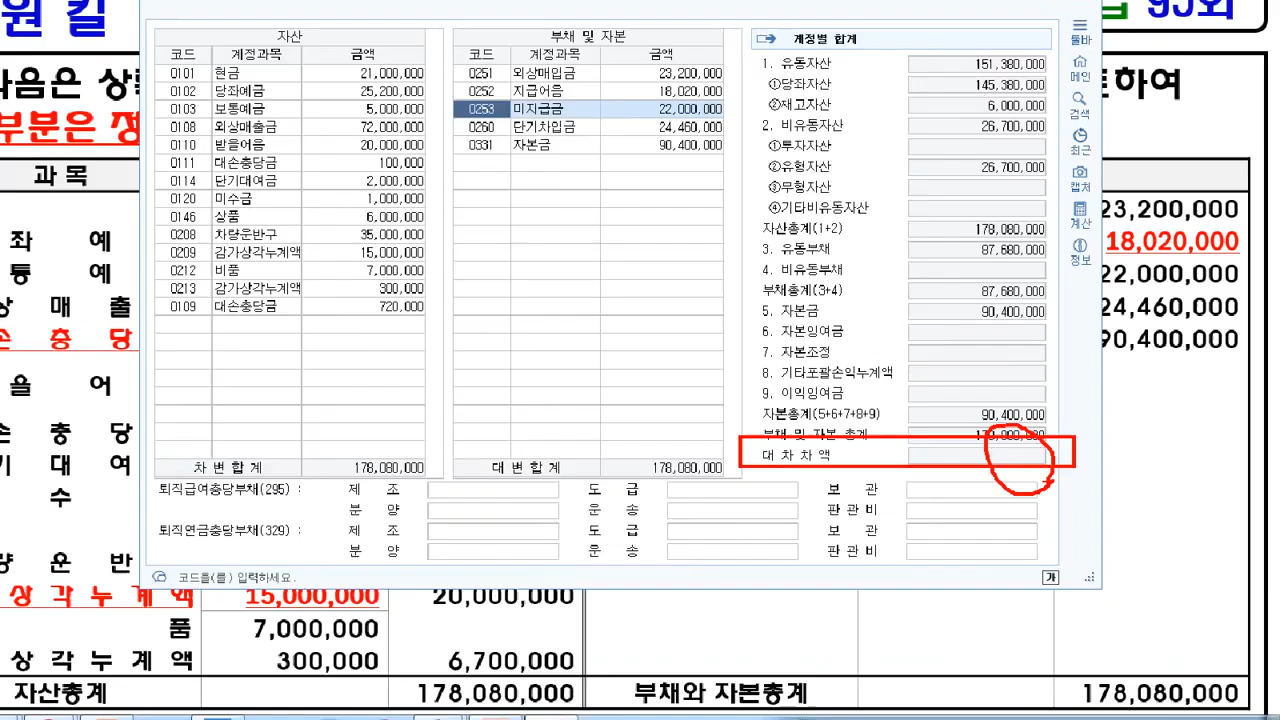 원 킬
급 95회
다음은 상
토하여
부분은 정
과 목
좌 예
통 예
상 매 출
손 충 당
을 어
손 충 당
기 대 여
수
량 운 반
자산 부채 및 자본
코드 계정과목 금액 코드 계정과목 금액
0101 현금 21,000,000 0251 외상매입금 23,200,000
0102 당좌예금 25,200,000 0252 지급어음 18,020,000
0103 보통예금 5,000,000 0253 미지급금 22,000,000
0108 외상매출금 72,000,000 0260 단기차입금 24,460,000
0110 받을어음 20,000,000 0331 자본금 90,400,000
0111 대손충당금 100,000
0114 단기대여금 2,000,000
0120 미수금 1,000,000
0146 상품 6,000,000
0208 차량운반구 35,000,000
0209 감가상각누계액 15,000,000
0212 비품 7,000,000
0213 감가상각누계액 300,000
0109 대손충당금 720,000
차 변 합 계 178,080,000 대 변 합 계 178,080,000
계정별 합계
1. 유동자산 151,380,000
①당좌자산 145,380,000
②재고자산 6,000,000
2. 비유동자산 26,700,000
①투자자산
②유형자산 26,700,000
③무형자산
④기타비유동자산
자산총계(1+2) 178,080,000
3. 유동부채 87,680,000
4. 비유동부채
부채총계(3+4) 87,680,000
5. 자본금 90,400,000
6. 자본잉여금
7. 자본조정
8. 기타포괄손익누계액
9. 이익잉여금
자본총계(5+6+7+8+9) 90,400,000
부채 및 자본 총계
대 차 차 액
퇴직급여충당부채(295) : 제 조 도 급 보 관
분 양 운 송 판 관 비
퇴직연금충당부채(329) : 제 조 도 급 보 관
분 양 운 송 판 관 비
코드을(를) 입력하세요.
가
툴바
메인
검색
최근
캡쳐
계산
정보
23,200,000
18,020,000
22,000,000
24,460,000
90,400,000
상 각 누 계 액 15,000,000 20,000,000
품 7,000,000
상 각 누 계 액 300,000 6,700,000
자산총계 178,080,000 부채와 자본총계 178,080,000